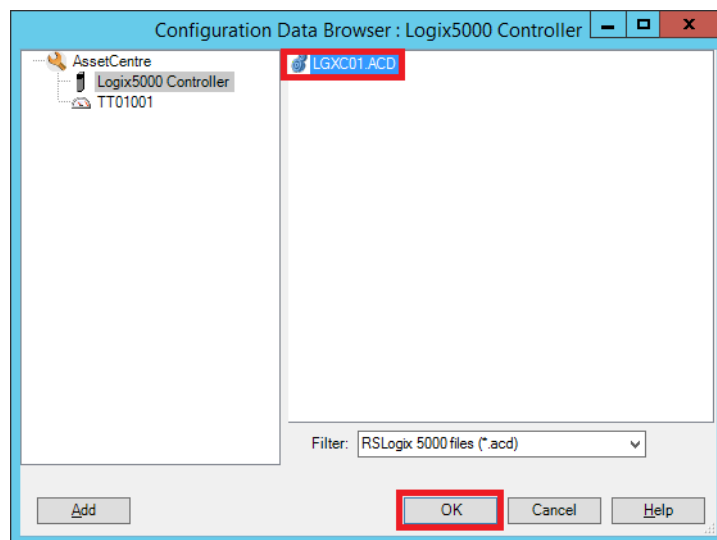 Configuration Data Browser : Logix5000 Controller
AssetCentre
Logix5000 Controller
TT01001
LGXC01.ACD
Filter: RSLogix 5000 files (*.acd)
Add
OK
Cancel
Help